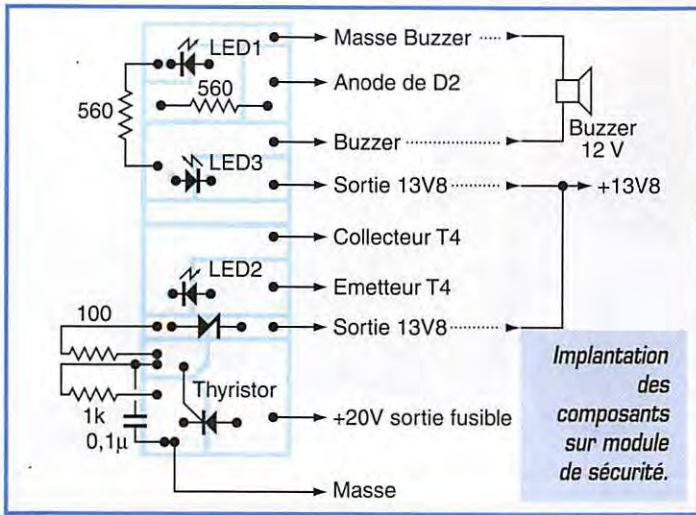 LED1
Masse Buzzer
560
Anode de D2
560
Buzzer
Buzzer
12 V
LED3
Sortie 13V8
+13V8
Collecteur T4
LED2
Emetteur T4
100
Sortie 13V8
Thyristor
1k
0,1µ
+20V sortie fusible
Masse
Implantation
des
composants
sur module
de sécurité.